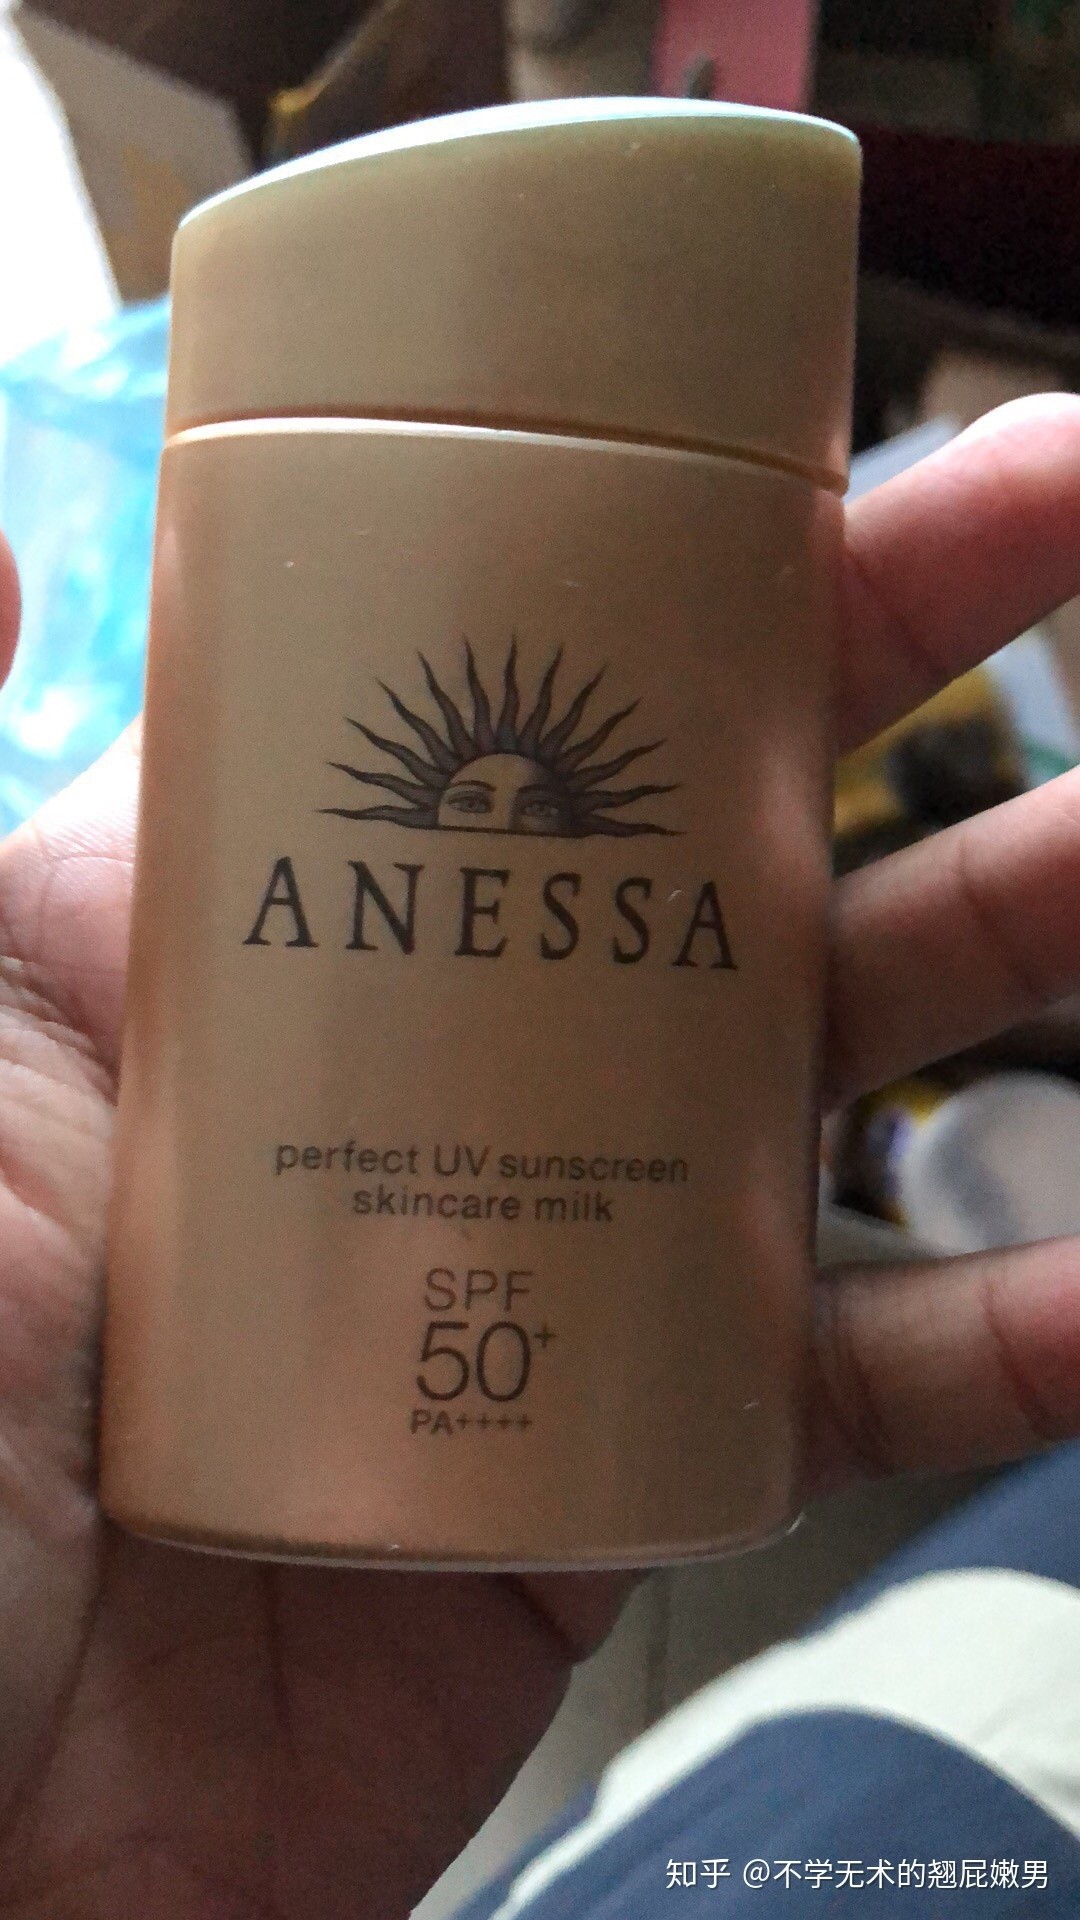 ANESSA
perfect UV sunscreen
skincare milk
SPF
50+
PA++++
知乎 @不学无术的翘屁嫩男